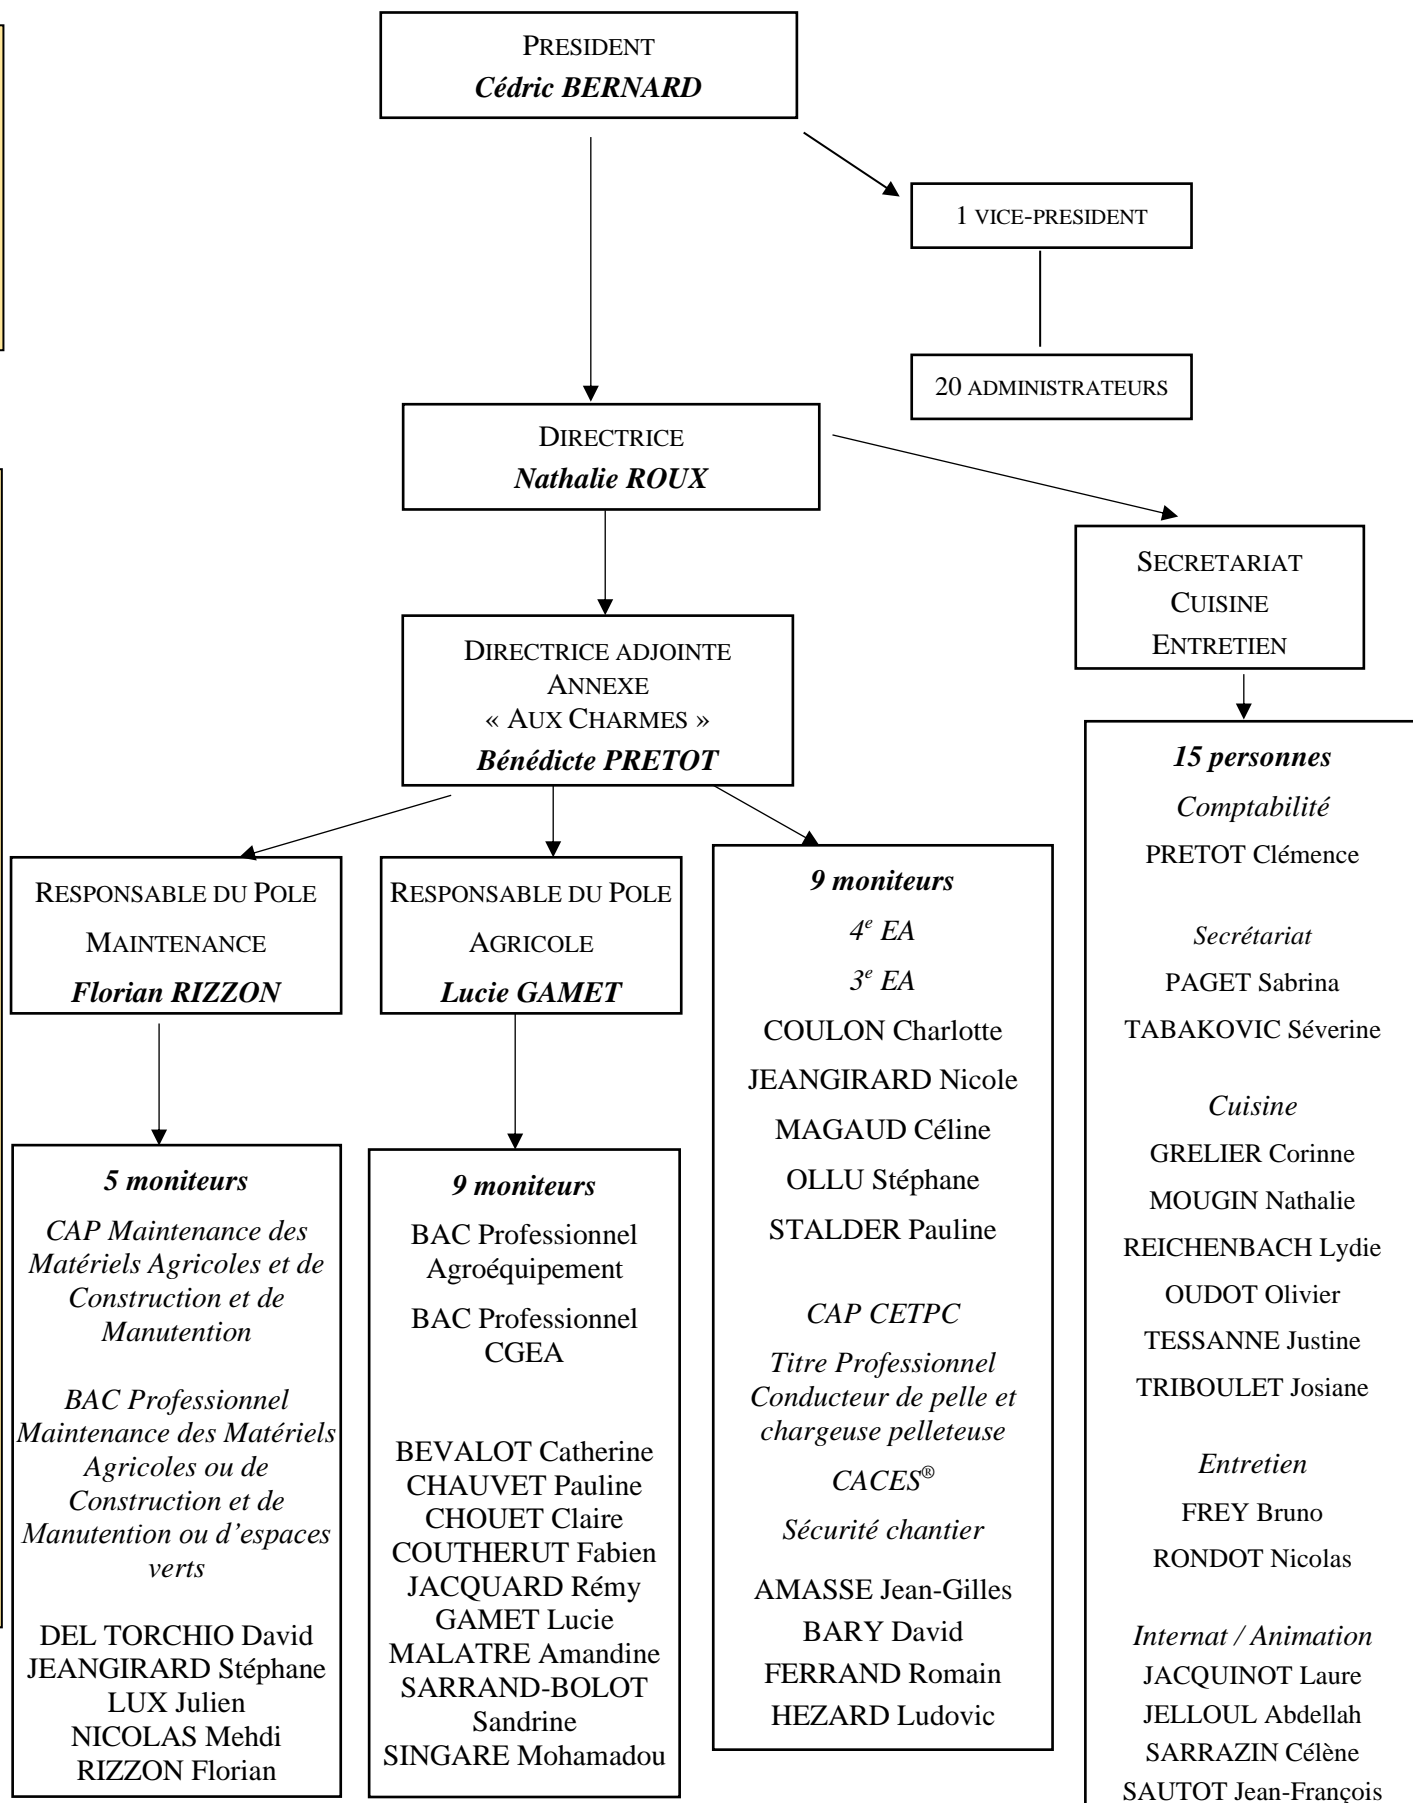 PRESIDENT
Cédric BERNARD
1 VICE-PRESIDENT
20 ADMINISTRATEURS
DIRECTRICE
Nathalie ROUX
SECRETARIAT
CUISINE
ENTRETIEN
DIRECTRICE ADJOINTE
ANNEXE
« AUX CHARMES »
Bénédicte PRETOT
RESPONSABLE DU POLE
MAINTENANCE
Florian RIZZON
RESPONSABLE DU POLE
AGRICOLE
Lucie GAMET
5 moniteurs
CAP Maintenance des
Matériels Agricoles et de
Construction et de
Manutention
BAC Professionnel
Maintenance des Matériels
Agricoles ou de
Construction et de
Manutention ou d’espaces
verts
DEL TORCHIO David
JEANGIRARD Stéphane
LUX Julien
NICOLAS Mehdi
RIZZON Florian
9 moniteurs
BAC Professionnel
Agroéquipement
BAC Professionnel
CGEA
BEVALOT Catherine
CHAUVET Pauline
CHOUET Claire
COUTHERUT Fabien
JACQUARD Rémy
GAMET Lucie
MALATRE Amandine
SARRAND-BOLOT
Sandrine
SINGARE Mohamadou
9 moniteurs
4e EA
3e EA
COULON Charlotte
JEANGIRARD Nicole
MAGAUD Céline
OLLU Stéphane
STALDER Pauline
CAP CETPC
Titre Professionnel
Conducteur de pelle et
chargeuse pelleteuse
CACES®
Sécurité chantier
AMASSE Jean-Gilles
BARY David
FERRAND Romain
HEZARD Ludovic
15 personnes
Comptabilité
PRETOT Clémence
Secrétariat
PAGET Sabrina
TABAKOVIC Séverine
Cuisine
GRELIER Corinne
MOUGIN Nathalie
REICHENBACH Lydie
OUDOT Olivier
TESSANNE Justine
TRIBOULET Josiane
Entretien
FREY Bruno
RONDOT Nicolas
Internat / Animation
JACQUINOT Laure
JELLOUL Abdellah
SARRAZIN Célène
SAUTOT Jean-François